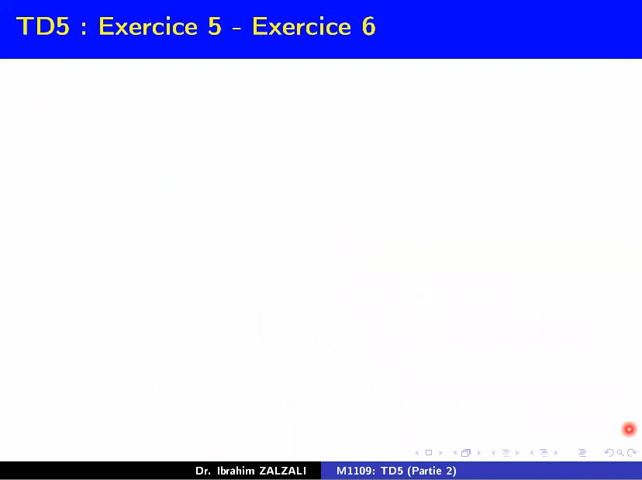 TD5 : Exercice 5 - Exercice 6
Dr. Ibrahim ZALZALI
M1109: TD5 (Partie 2)